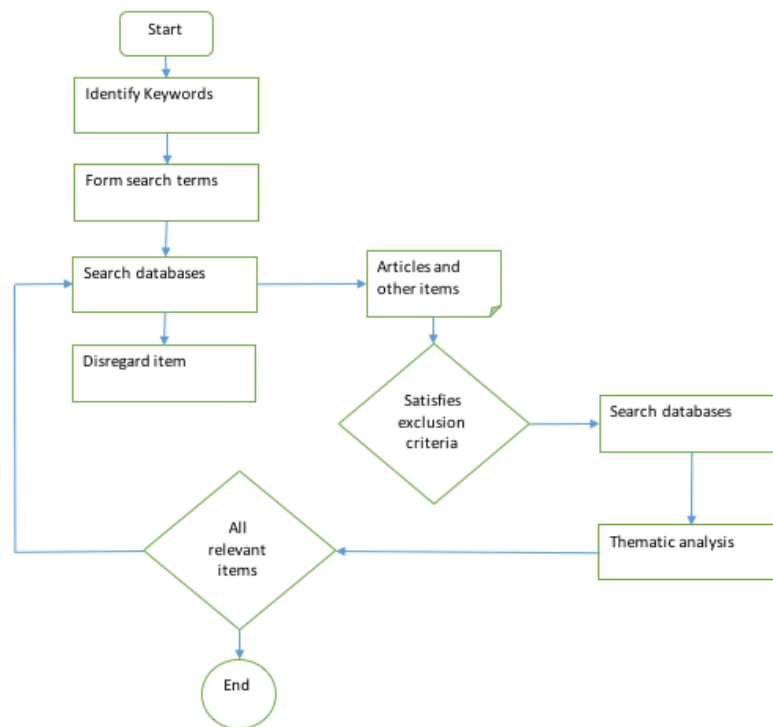 Start
Identify Keywords
Form search terms
Search databases
Articles and
other items
Disregard item
Satisfies
exclusion
criteria
Search databases
Thematic analysis
All
relevant
items
End